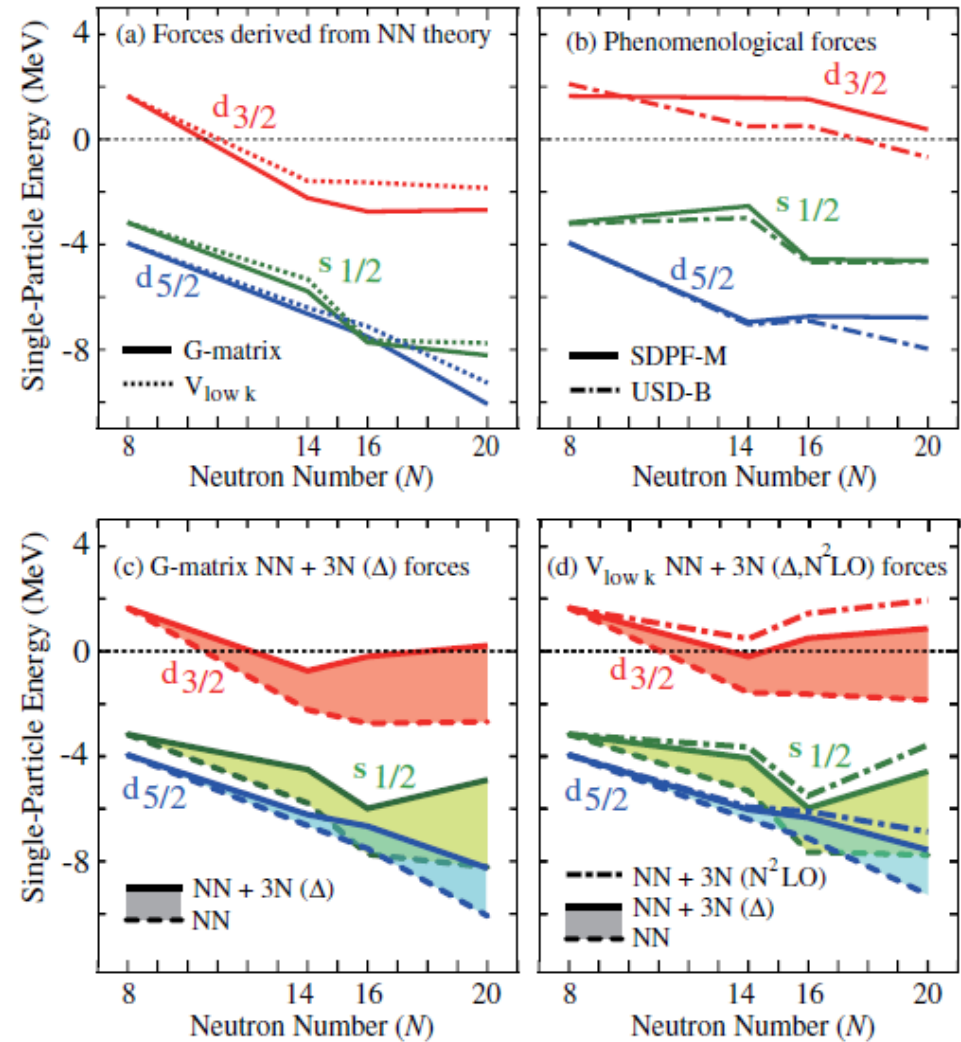 (a) Forces derived from NN theory
Single-Particle Energy (MeV)
4
0
-4
-8
d3/2
s1/2
d5/2
G-matrix
Vlow k
8
14
16
20
Neutron Number (N)
(b) Phenomenological forces
d3/2
s1/2
d5/2
SDPF-M
USD-B
8
14
16
20
Neutron Number (N)
(c) G-matrix NN + 3N (Δ) forces
Single-Particle Energy (MeV)
4
0
-4
-8
d3/2
s1/2
d5/2
NN + 3N (Δ)
NN
8
14
16
20
Neutron Number (N)
(d) Vlow k NN + 3N (Δ,N²LO) forces
d3/2
s1/2
d5/2
NN + 3N (N²LO)
NN + 3N (Δ)
NN
8
14
16
20
Neutron Number (N)